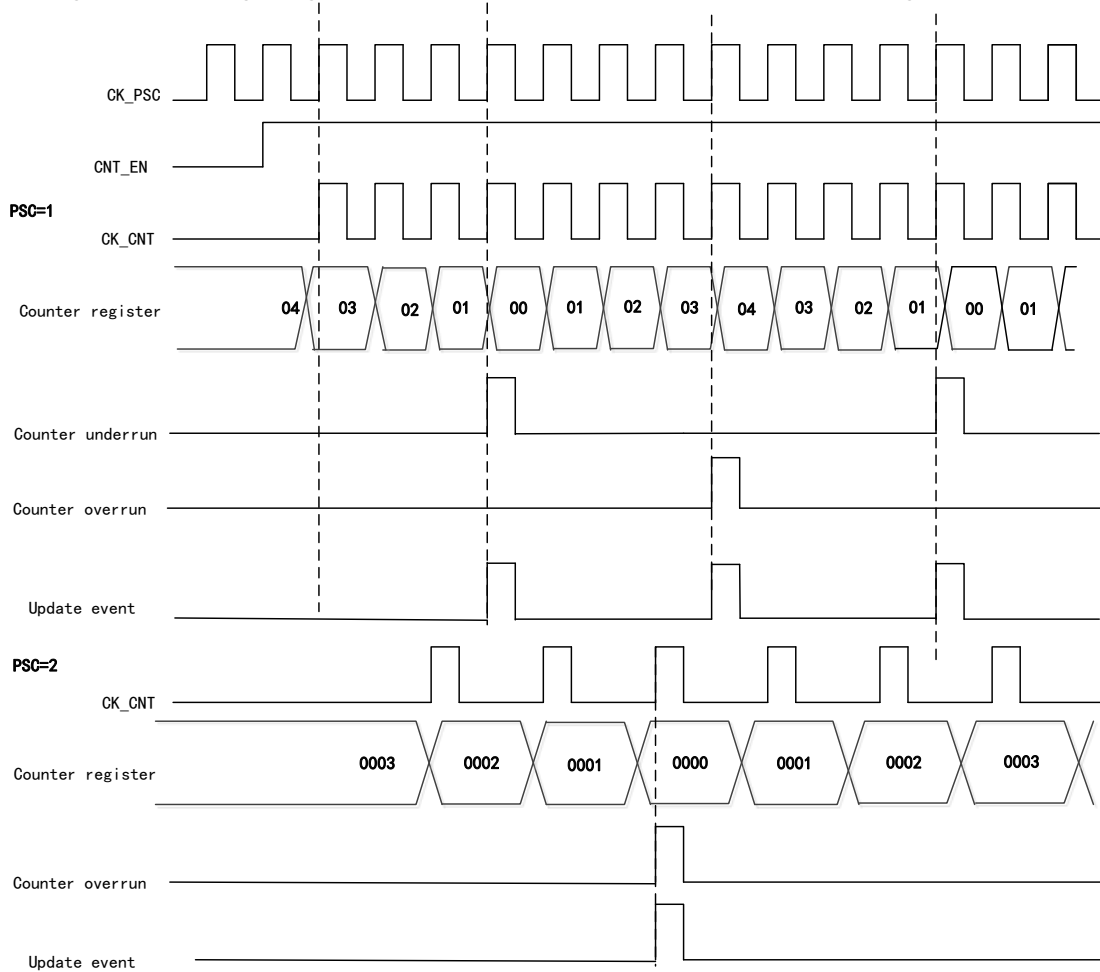 CK_PSC
CNT_EN
PSC=1
CK_CNT
Counter register 04 03 02 01 00 01 02 03 04 03 02 01 00 01
Counter underrun
Counter overrun
Update event
PSC=2
CK_CNT
Counter register 0003 0002 0001 0000 0001 0002 0003
Counter overrun
Update event